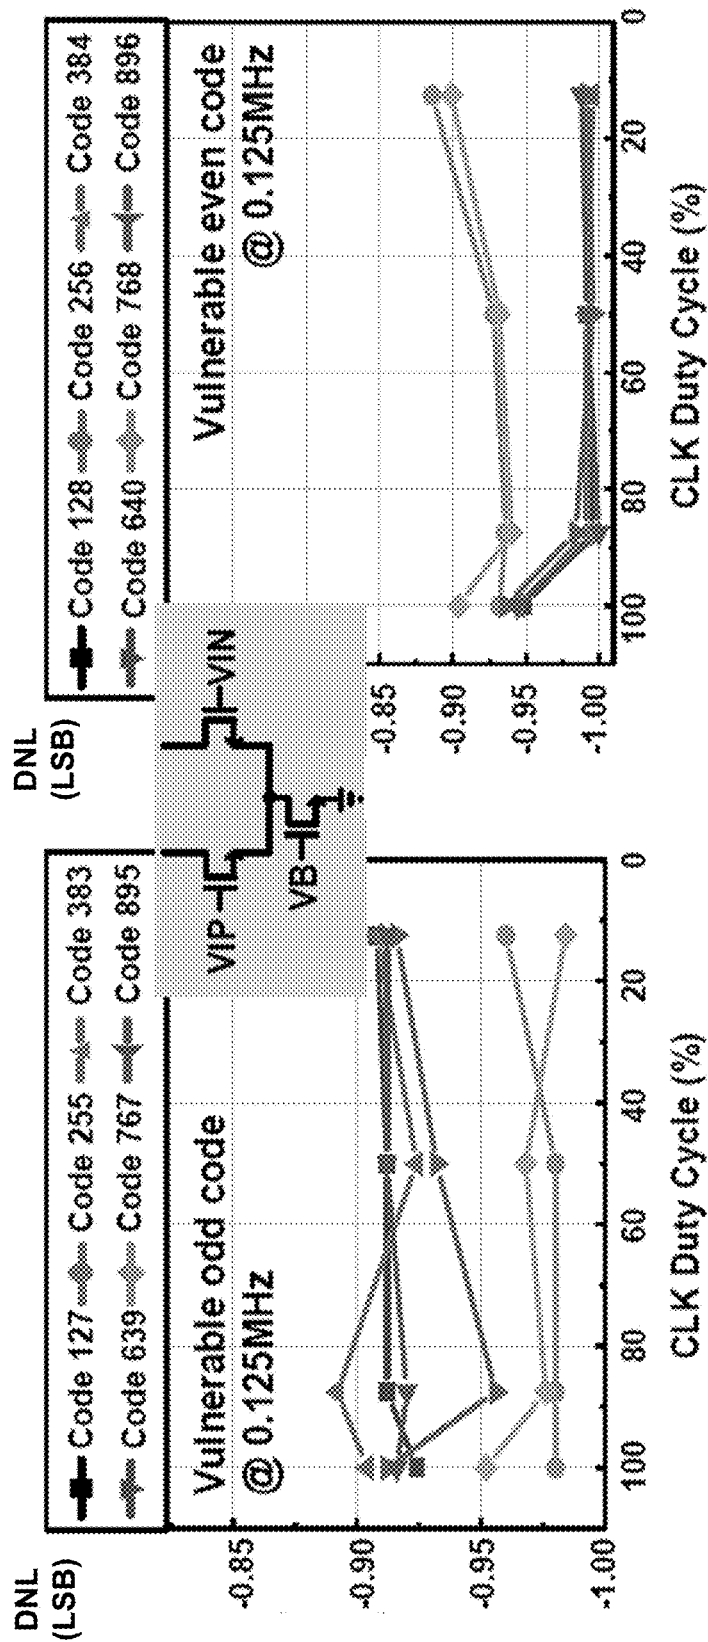 DNL
(LSB)
Code 127 Code 255 Code 383
Code 639 Code 767 Code 895
Vulnerable odd code
@ 0.125MHz
-0.85
-0.90
-0.95
-1.00
100 80 60 40 20 0
CLK Duty Cycle (%)
VIP
VIN
VB
DNL
(LSB)
Code 128 Code 256 Code 384
Code 640 Code 768 Code 896
Vulnerable even code
@ 0.125MHz
-0.85
-0.90
-0.95
-1.00
100 80 60 40 20 0
CLK Duty Cycle (%)